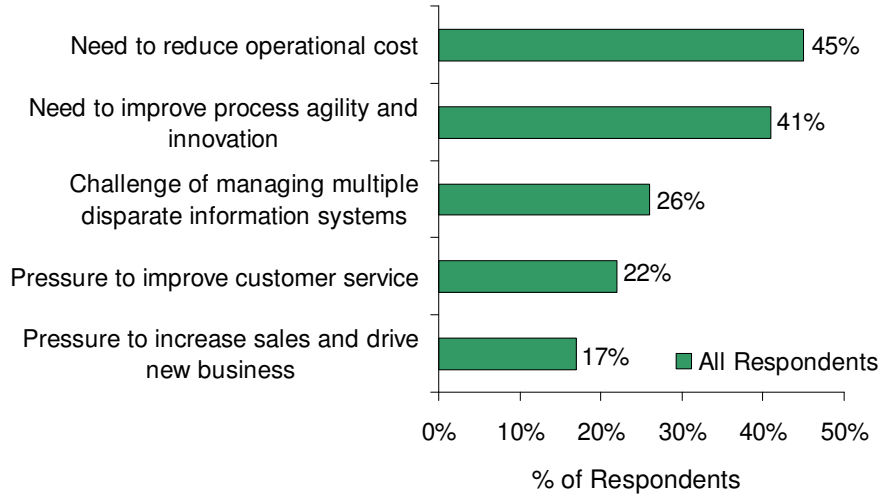 Need to reduce operational cost
45%
Need to improve process agility and
innovation
41%
Challenge of managing multiple
disparate information systems
26%
Pressure to improve customer service
22%
Pressure to increase sales and drive
new business
17%
All Respondents
0% 10% 20% 30% 40% 50%
% of Respondents